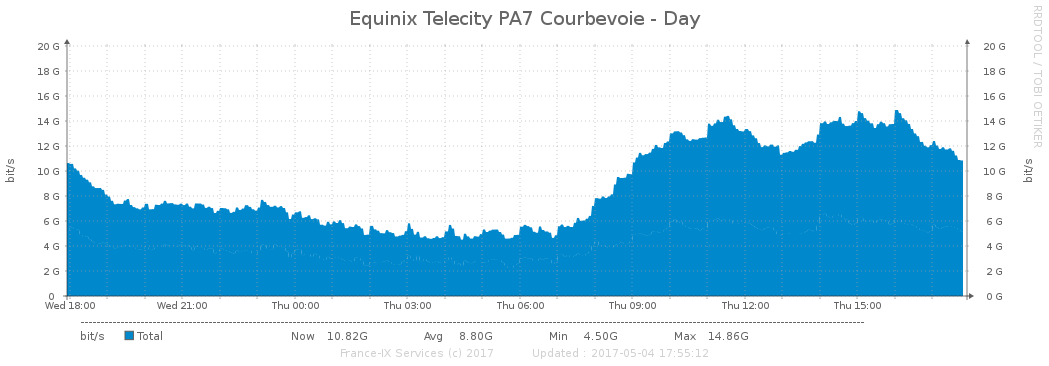 Equinix Telecity PA7 Courbevoie - Day
RRDTOOL / TOBI OETIKER
bit/s
20 G 20 G
18 G 18 G
16 G 16 G
14 G 14 G
12 G 12 G
10 G 10 G
8 G 8 G
6 G 6 G
4 G 4 G
2 G 2 G
0 0 G
bit/s
Wed 18:00 Wed 21:00 Thu 00:00 Thu 03:00 Thu 06:00 Thu 09:00 Thu 12:00 Thu 15:00
bit/s Total Now 10.82G Avg 8.80G Min 4.50G Max 14.86G
France-IX Services (c) 2017 Updated : 2017-05-04 17:55:12